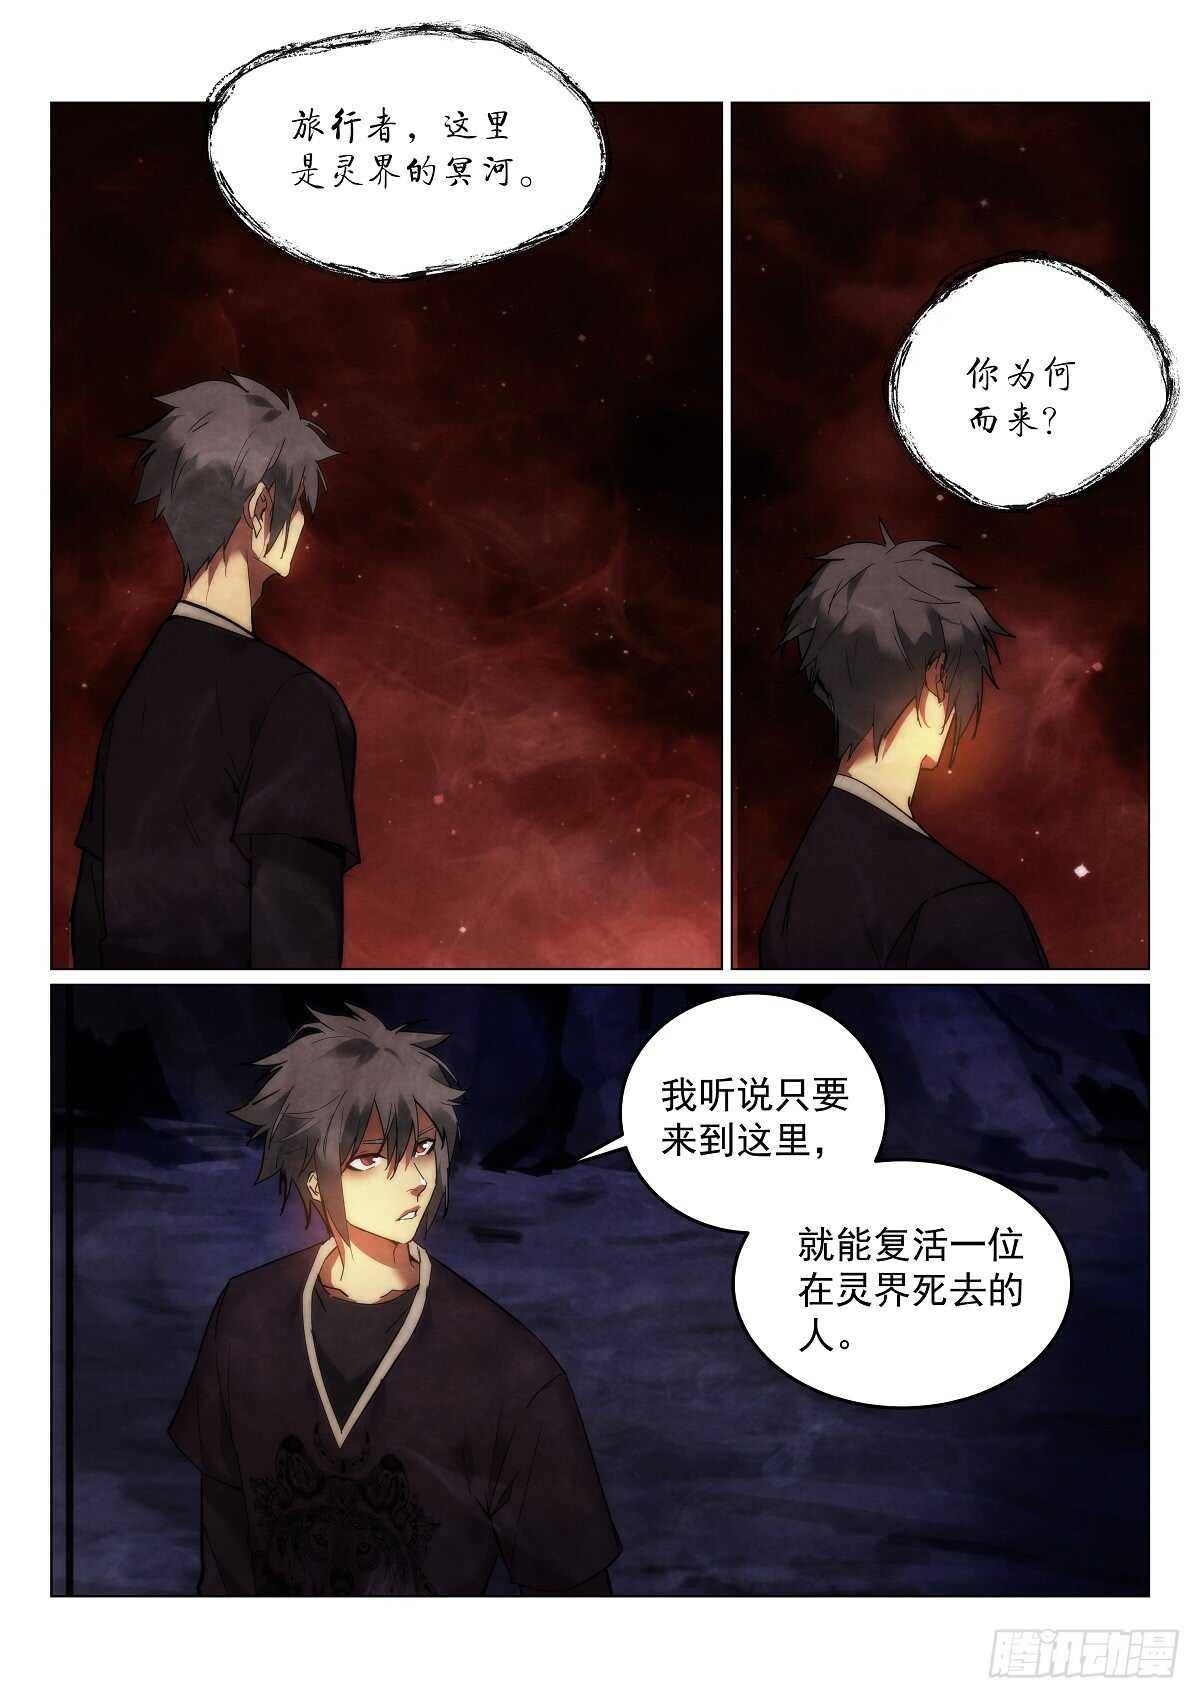 旅行者，这里
是灵界的冥河。
你为何
而来？
我听说只要
来到这里，
就能复活一位
在灵界死去的
人。
腾讯动漫